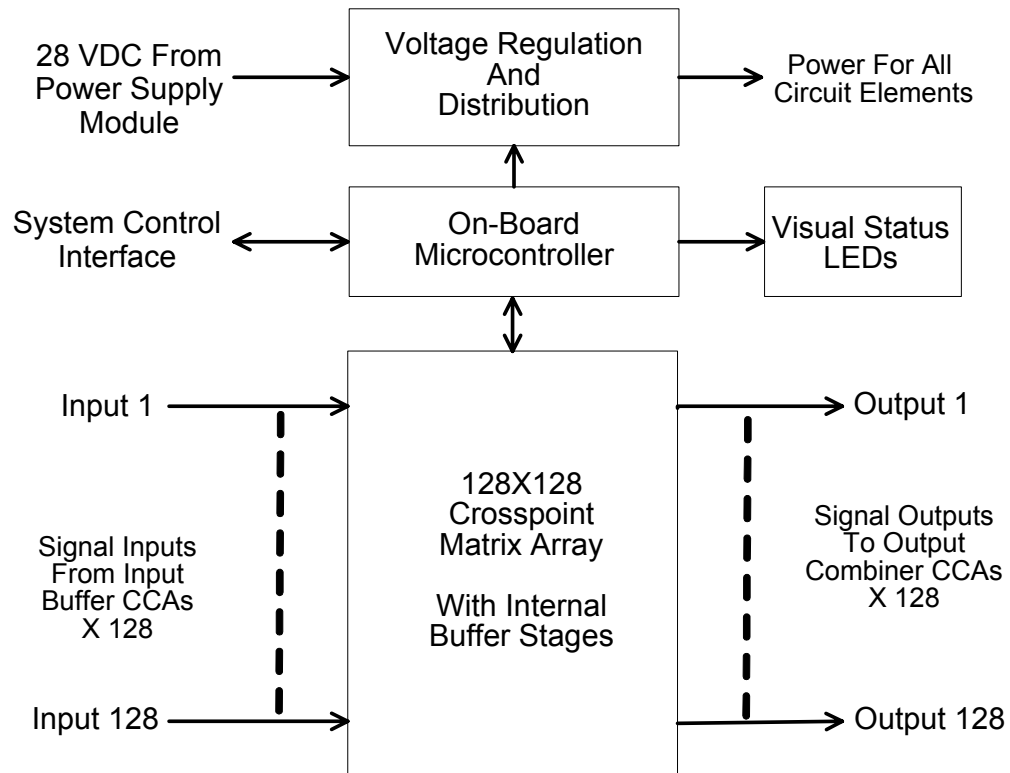 28 VDC From
Power Supply
Module
Voltage Regulation
And
Distribution
Power For All
Circuit Elements
System Control
Interface
On-Board
Microcontroller
Visual Status
LEDs
Input 1
Output 1
Signal Inputs
From Input
Buffer CCAs
X 128
128X128
Crosspoint
Matrix Array
With Internal
Buffer Stages
Signal Outputs
To Output
Combiner CCAs
X 128
Input 128
Output 128